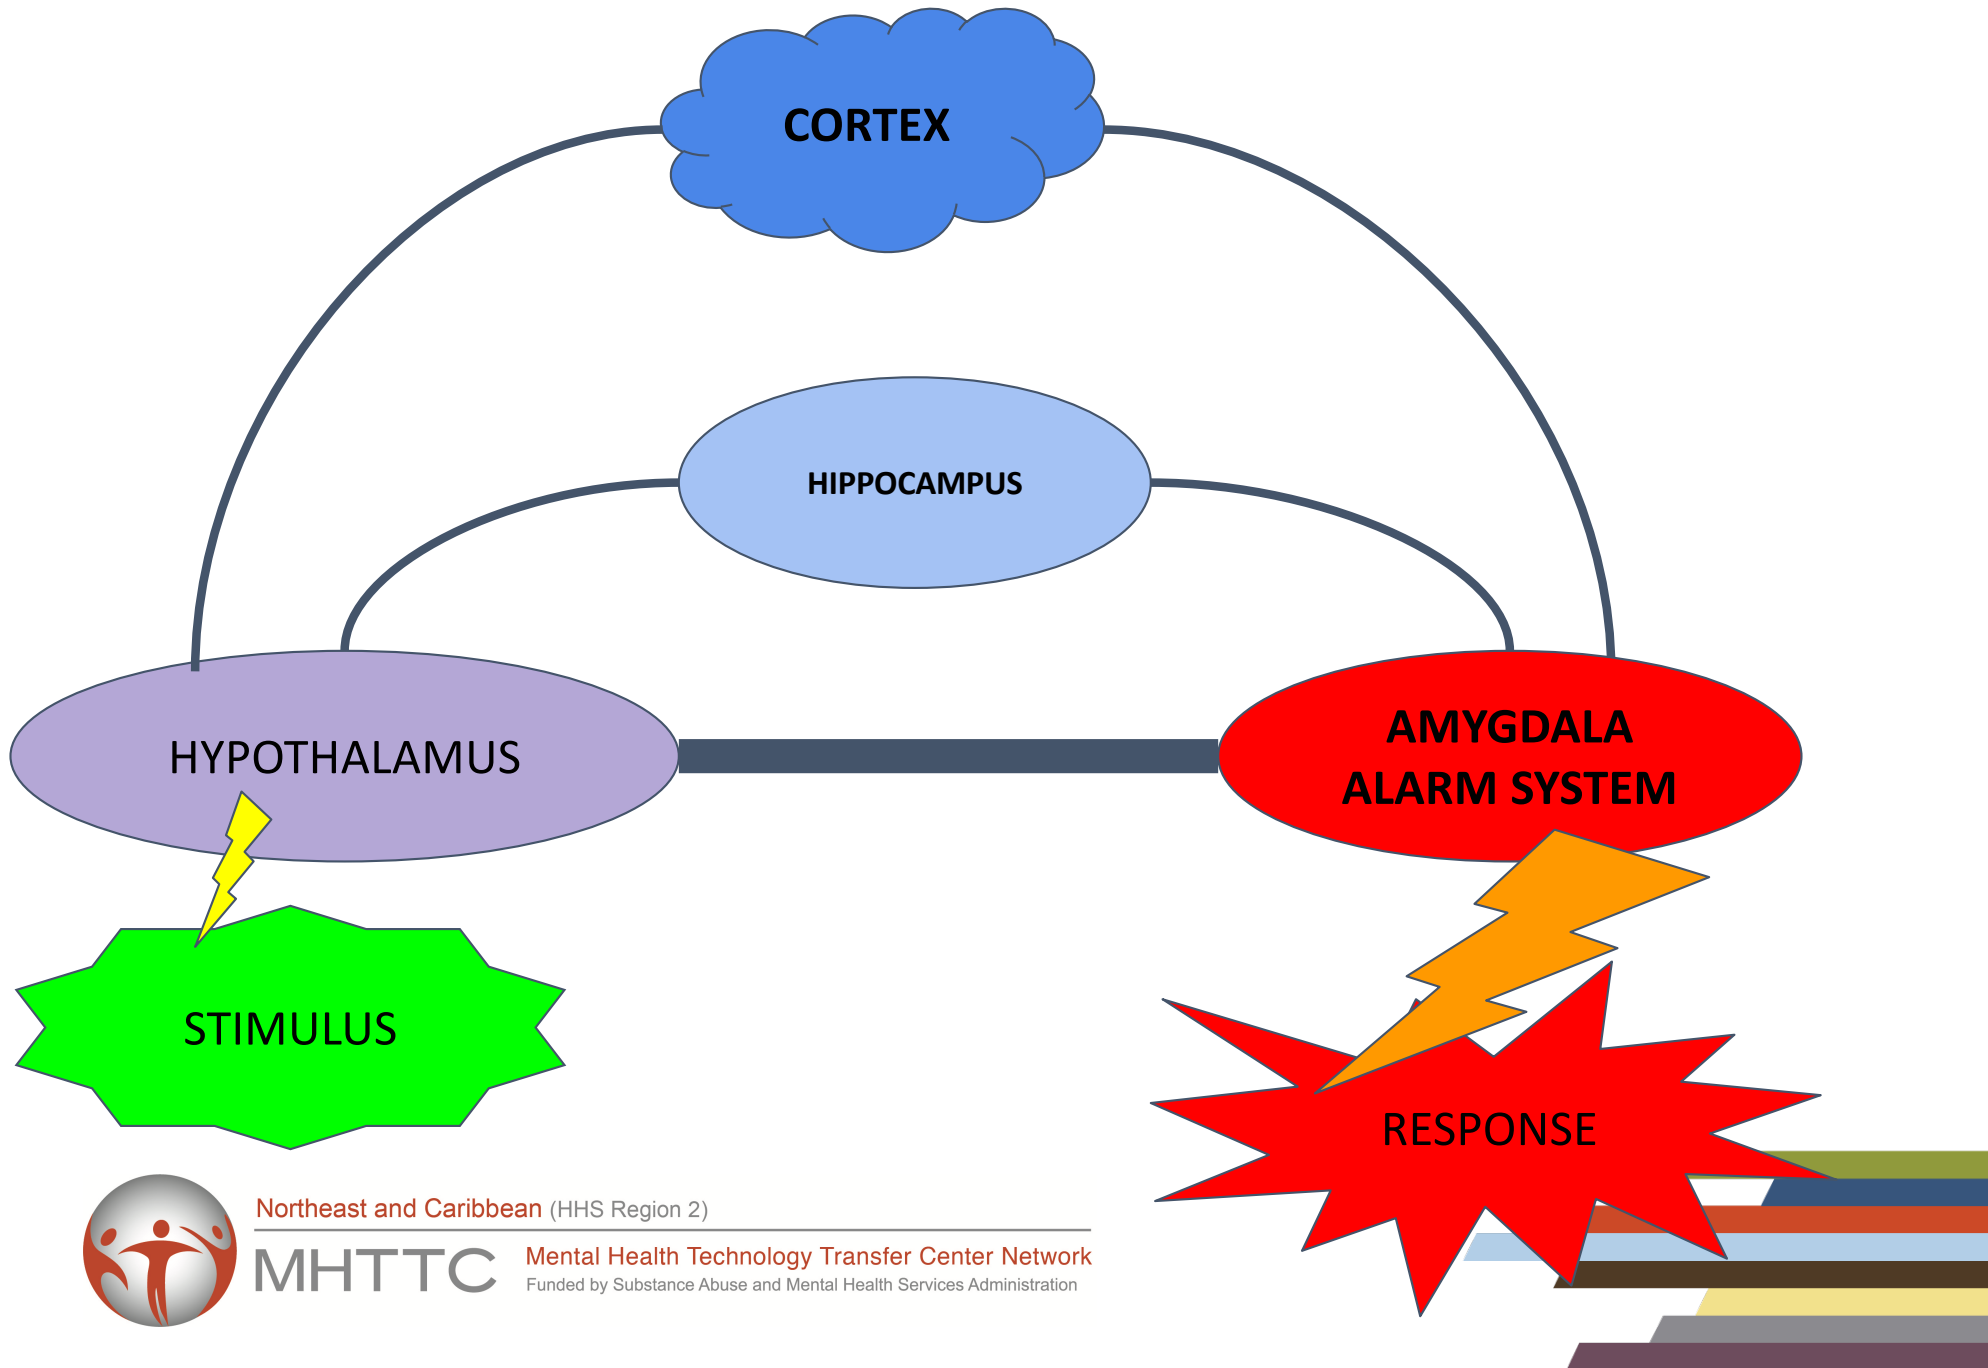 CORTEX
HIPPOCAMPUS
HYPOTHALAMUS
AMYGDALA
ALARM SYSTEM
STIMULUS
RESPONSE
Northeast and Caribbean (HHS Region 2)
MHTTC
Mental Health Technology Transfer Center Network
Funded by Substance Abuse and Mental Health Services Administration